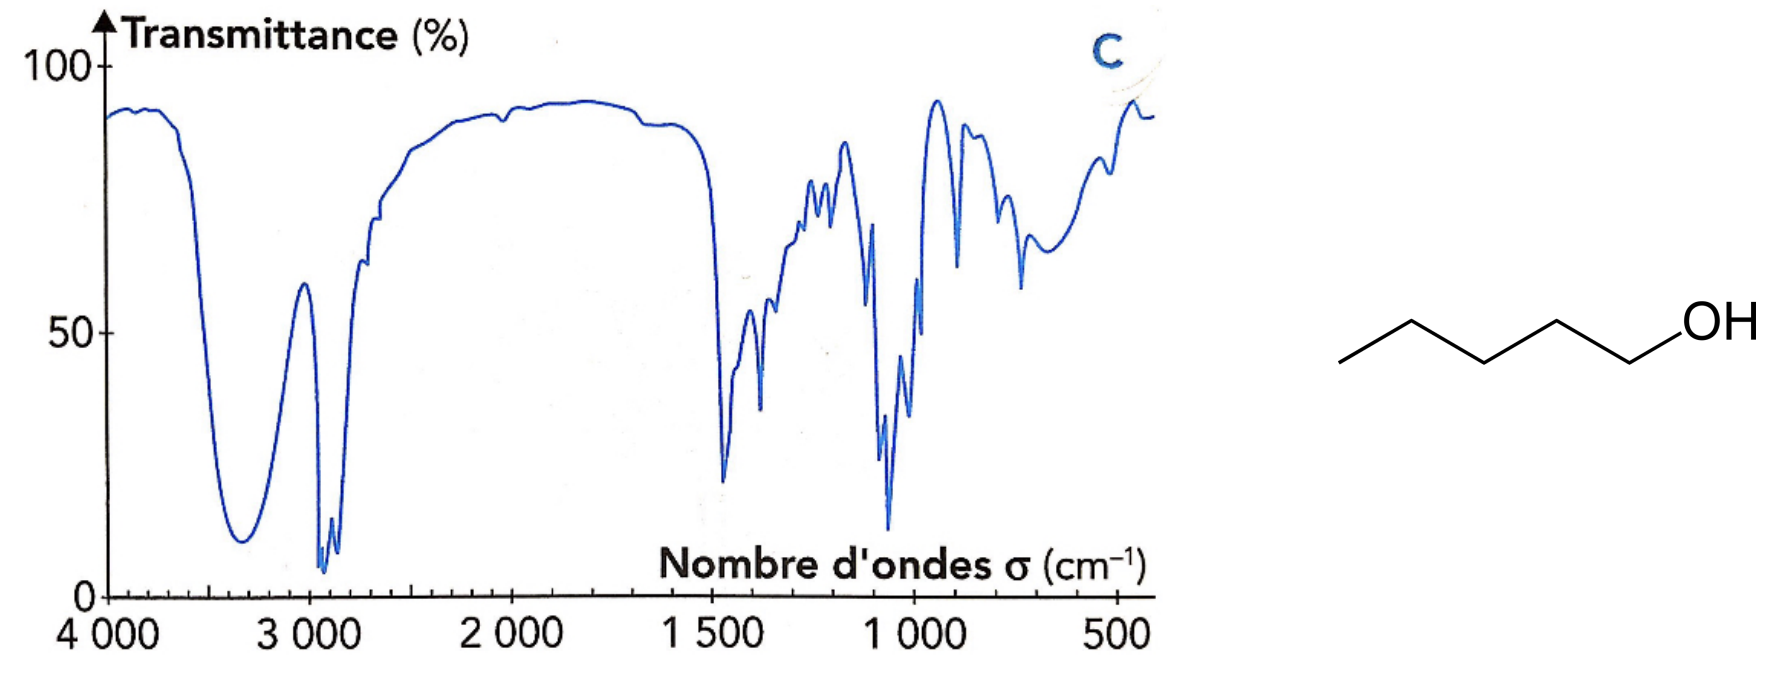 Transmittance (%)
C
100
50
0
Nombre d'ondes σ (cm⁻¹)
4 000 3 000 2 000 1 500 1 000 500
OH